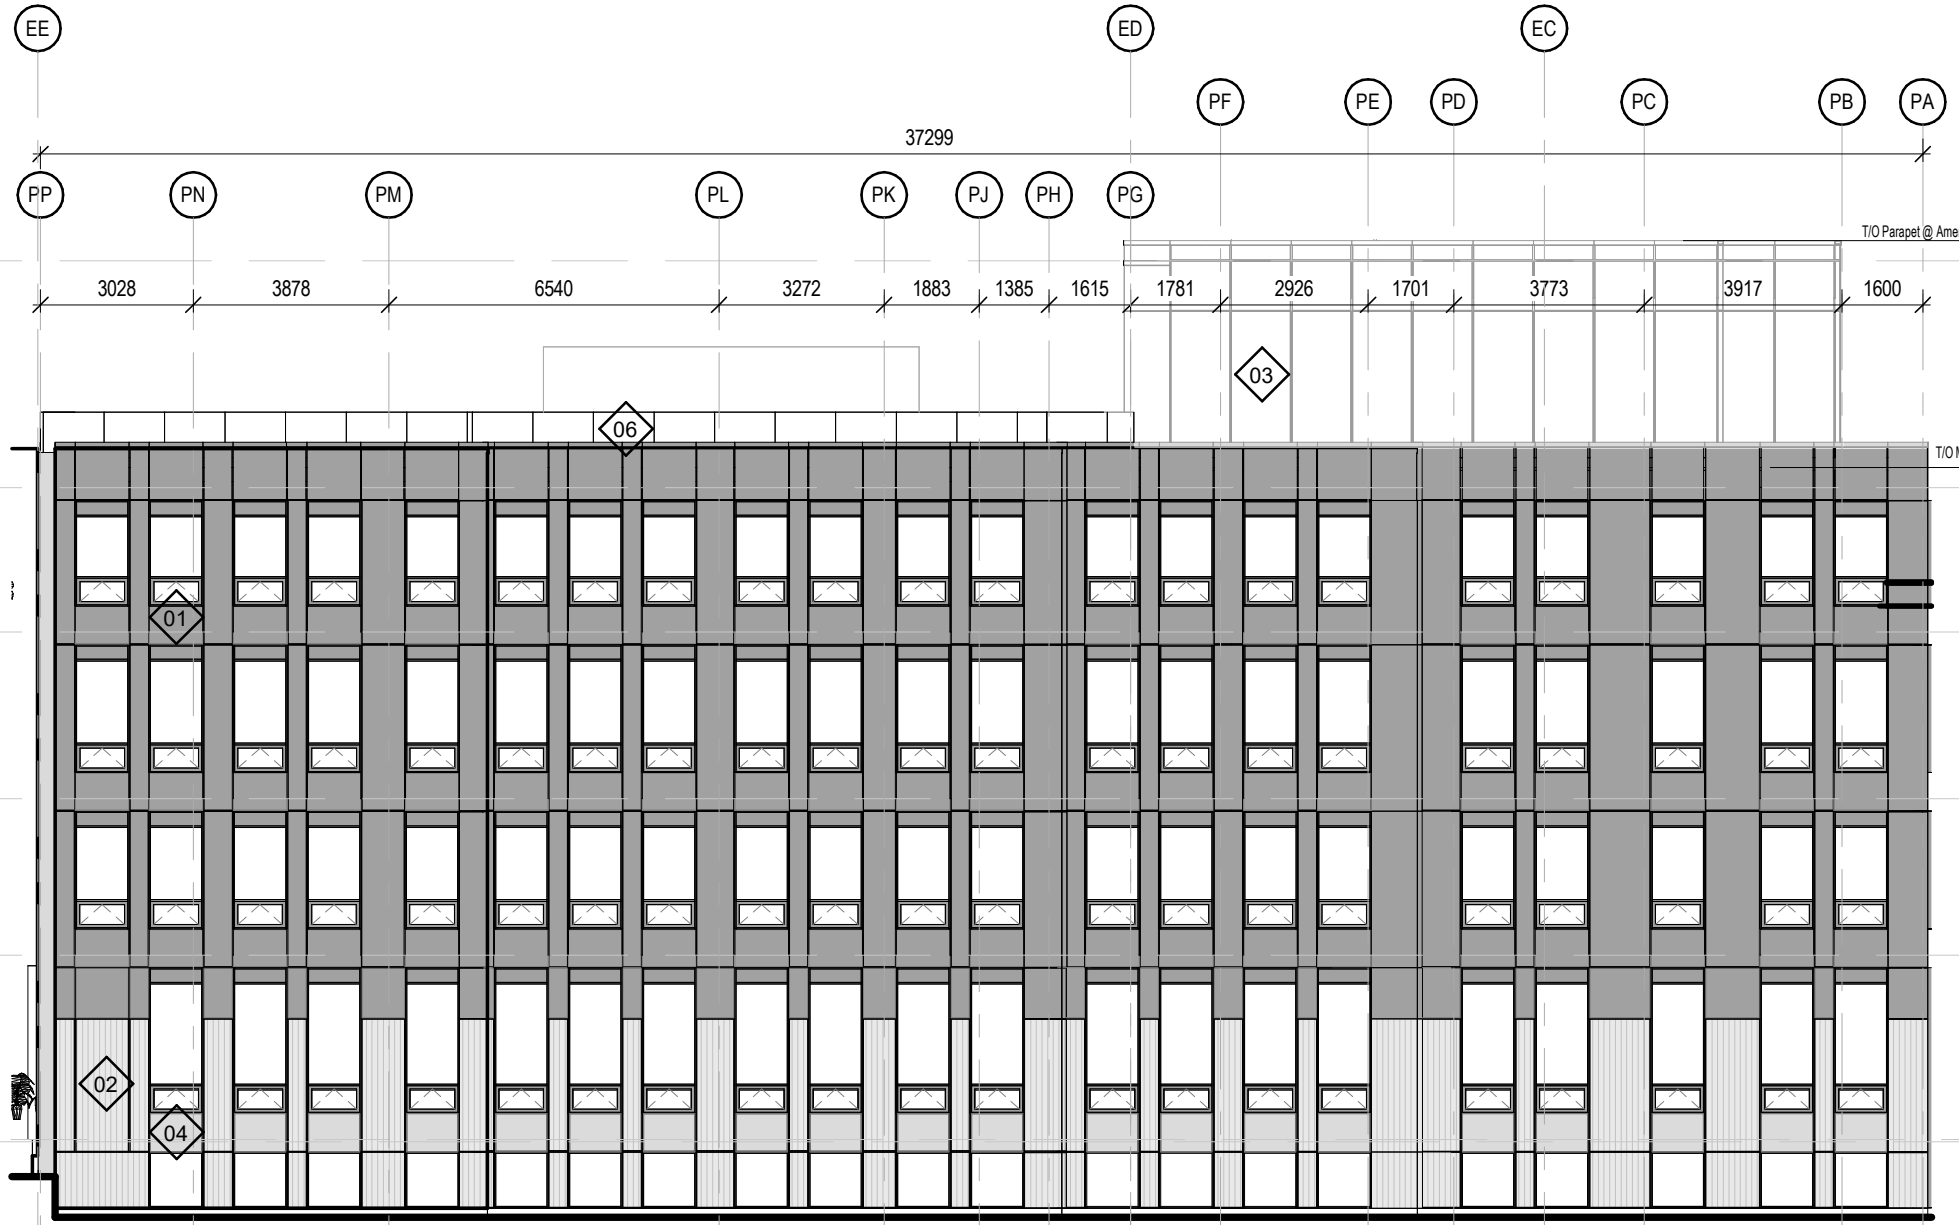 EE ED EC
PF PE PD PC PB PA
37299
PP PN PM PL PK PJ PH PG
T/O Parapet @ Ame
3028 3878 6540 3272 1883 1385 1615 1781 2926 1701 3773 3917 1600
03
06
T/O M
01
02
04